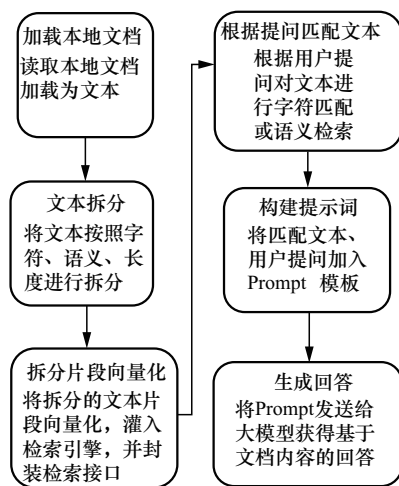 加载本地文档
读取本地文档
加载为文本
文本拆分
将文本按照字
符、语义、长
度进行拆分
拆分片段向量化
将拆分的文本片
段向量化，灌入
检索引擎，并封
装检索接口
根据提问匹配文本
根据用户提
问对文本进
行字符匹配
或语义检索
构建提示词
将匹配文本、
用户提问加入
Prompt 模板
生成回答
将Prompt发送给
大模型获得基于
文档内容的回答